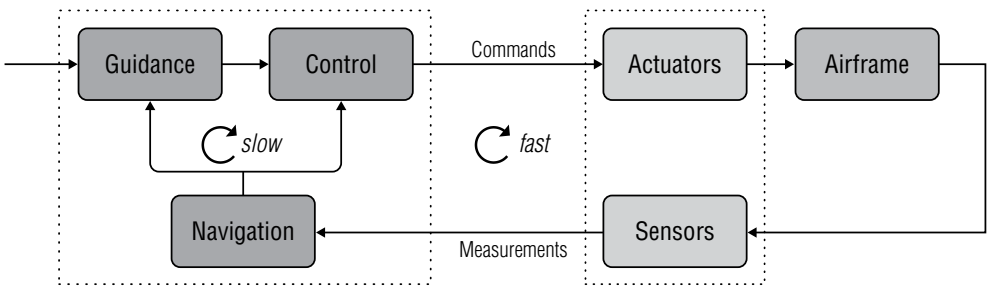 Guidance
Control
Commands
Actuators
Airframe
slow
fast
Navigation
Measurements
Sensors